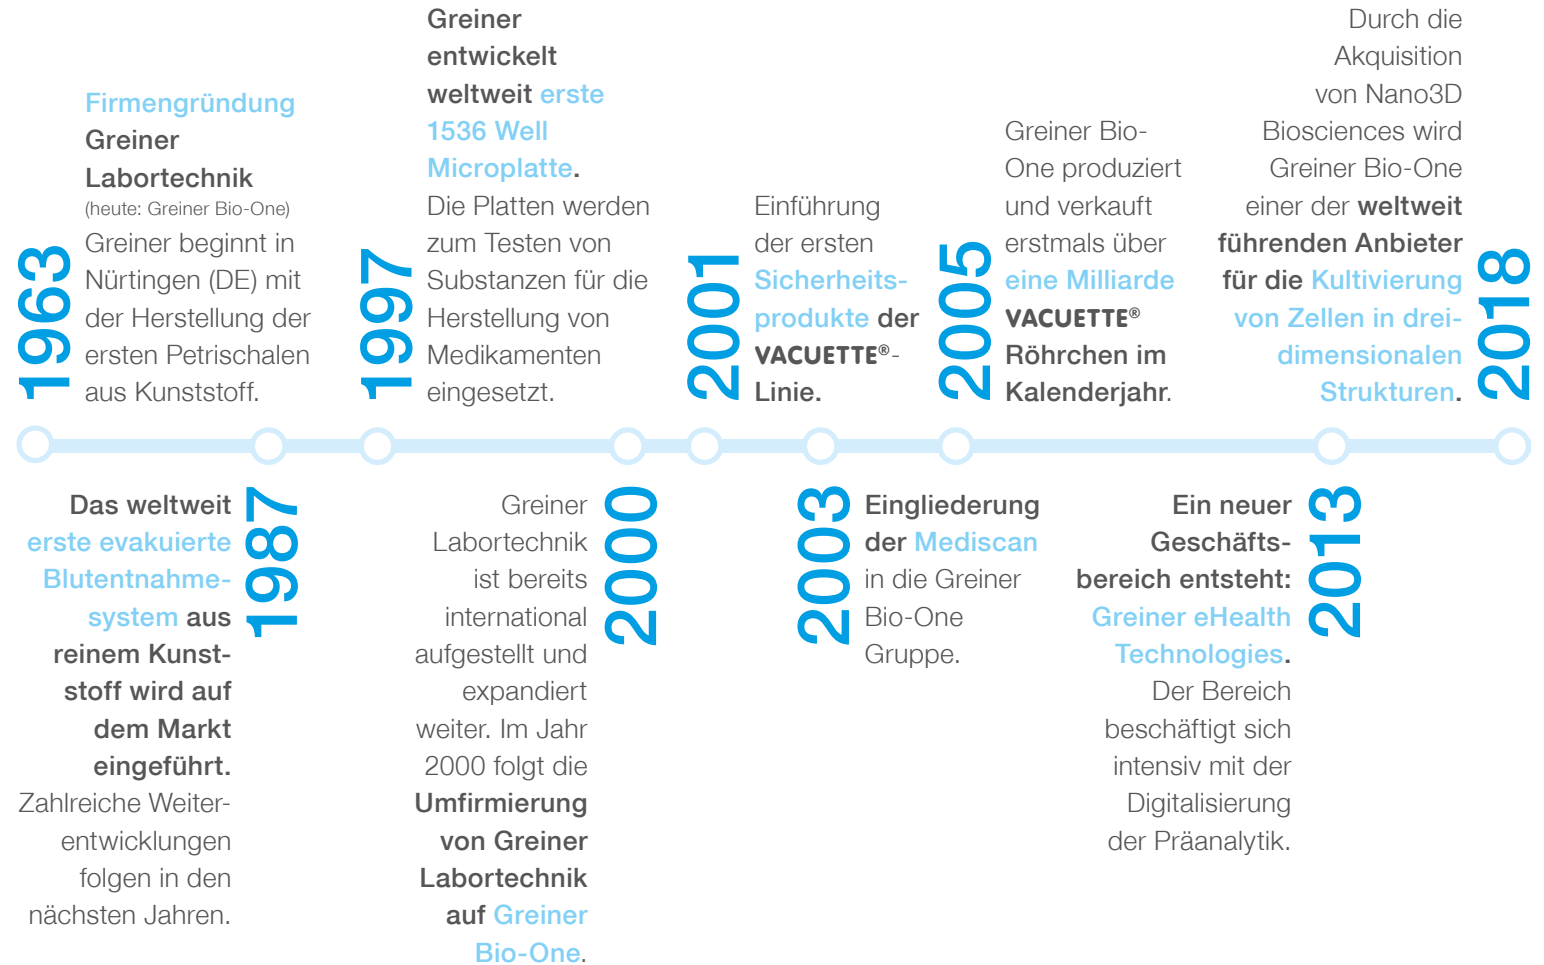 1963
Firmengründung
Greiner
Labortechnik
(heute: Greiner Bio-One)
Greiner beginnt in
Nürtingen (DE) mit
der Herstellung der
ersten Petrischalen
aus Kunststoff.
1987
Das weltweit
erste evakuierte
Blutentnahme-
system aus
reinem Kunst-
stoff wird auf
dem Markt
eingeführt.
Zahlreiche Weiter-
entwicklungen
folgen in den
nächsten Jahren.
1997
Greiner
entwickelt
weltweit erste
1536 Well
Microplatte.
Die Platten werden
zum Testen von
Substanzen für die
Herstellung von
Medikamenten
eingesetzt.
2000
Greiner
Labortechnik
ist bereits
international
aufgestellt und
expandiert
weiter. Im Jahr
2000 folgt die
Umfirmierung
von Greiner
Labortechnik
auf Greiner
Bio-One.
2001
Einführung
der ersten
Sicherheits-
produkte der
VACUETTE®-
Linie.
2003
Eingliederung
der Mediscan
in die Greiner
Bio-One
Gruppe.
2005
Greiner Bio-
One produziert
und verkauft
erstmals über
eine Milliarde
VACUETTE®
Röhrchen im
Kalenderjahr.
2013
Ein neuer
Geschäfts-
bereich entsteht:
Greiner eHealth
Technologies.
Der Bereich
beschäftigt sich
intensiv mit der
Digitalisierung
der Präanalytik.
2018
Durch die
Akquisition
von Nano3D
Biosciences wird
Greiner Bio-One
einer der weltweit
führenden Anbieter
für die Kultivierung
von Zellen in drei-
dimensionalen
Strukturen.